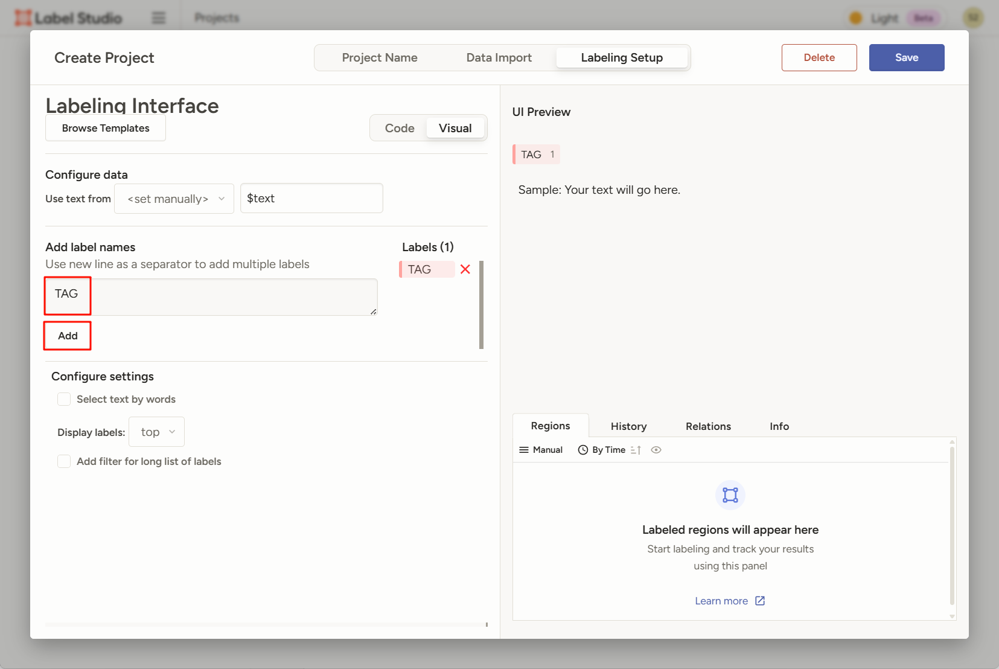 Label Studio
Projects
Light
Beta
52
Create Project
Project Name
Data Import
Labeling Setup
Delete
Save
Labeling Interface
Browse Templates
Code
Visual
Configure data
Use text from
<set manually>
$text
Add label names
Use new line as a separator to add multiple labels
TAG
Add
Labels (1)
TAG
Configure settings
Select text by words
Display labels:
top
Add filter for long list of labels
UI Preview
TAG 1
Sample: Your text will go here.
Regions
History
Relations
Info
Manual
By Time
Labeled regions will appear here
Start labeling and track your results
using this panel
Learn more